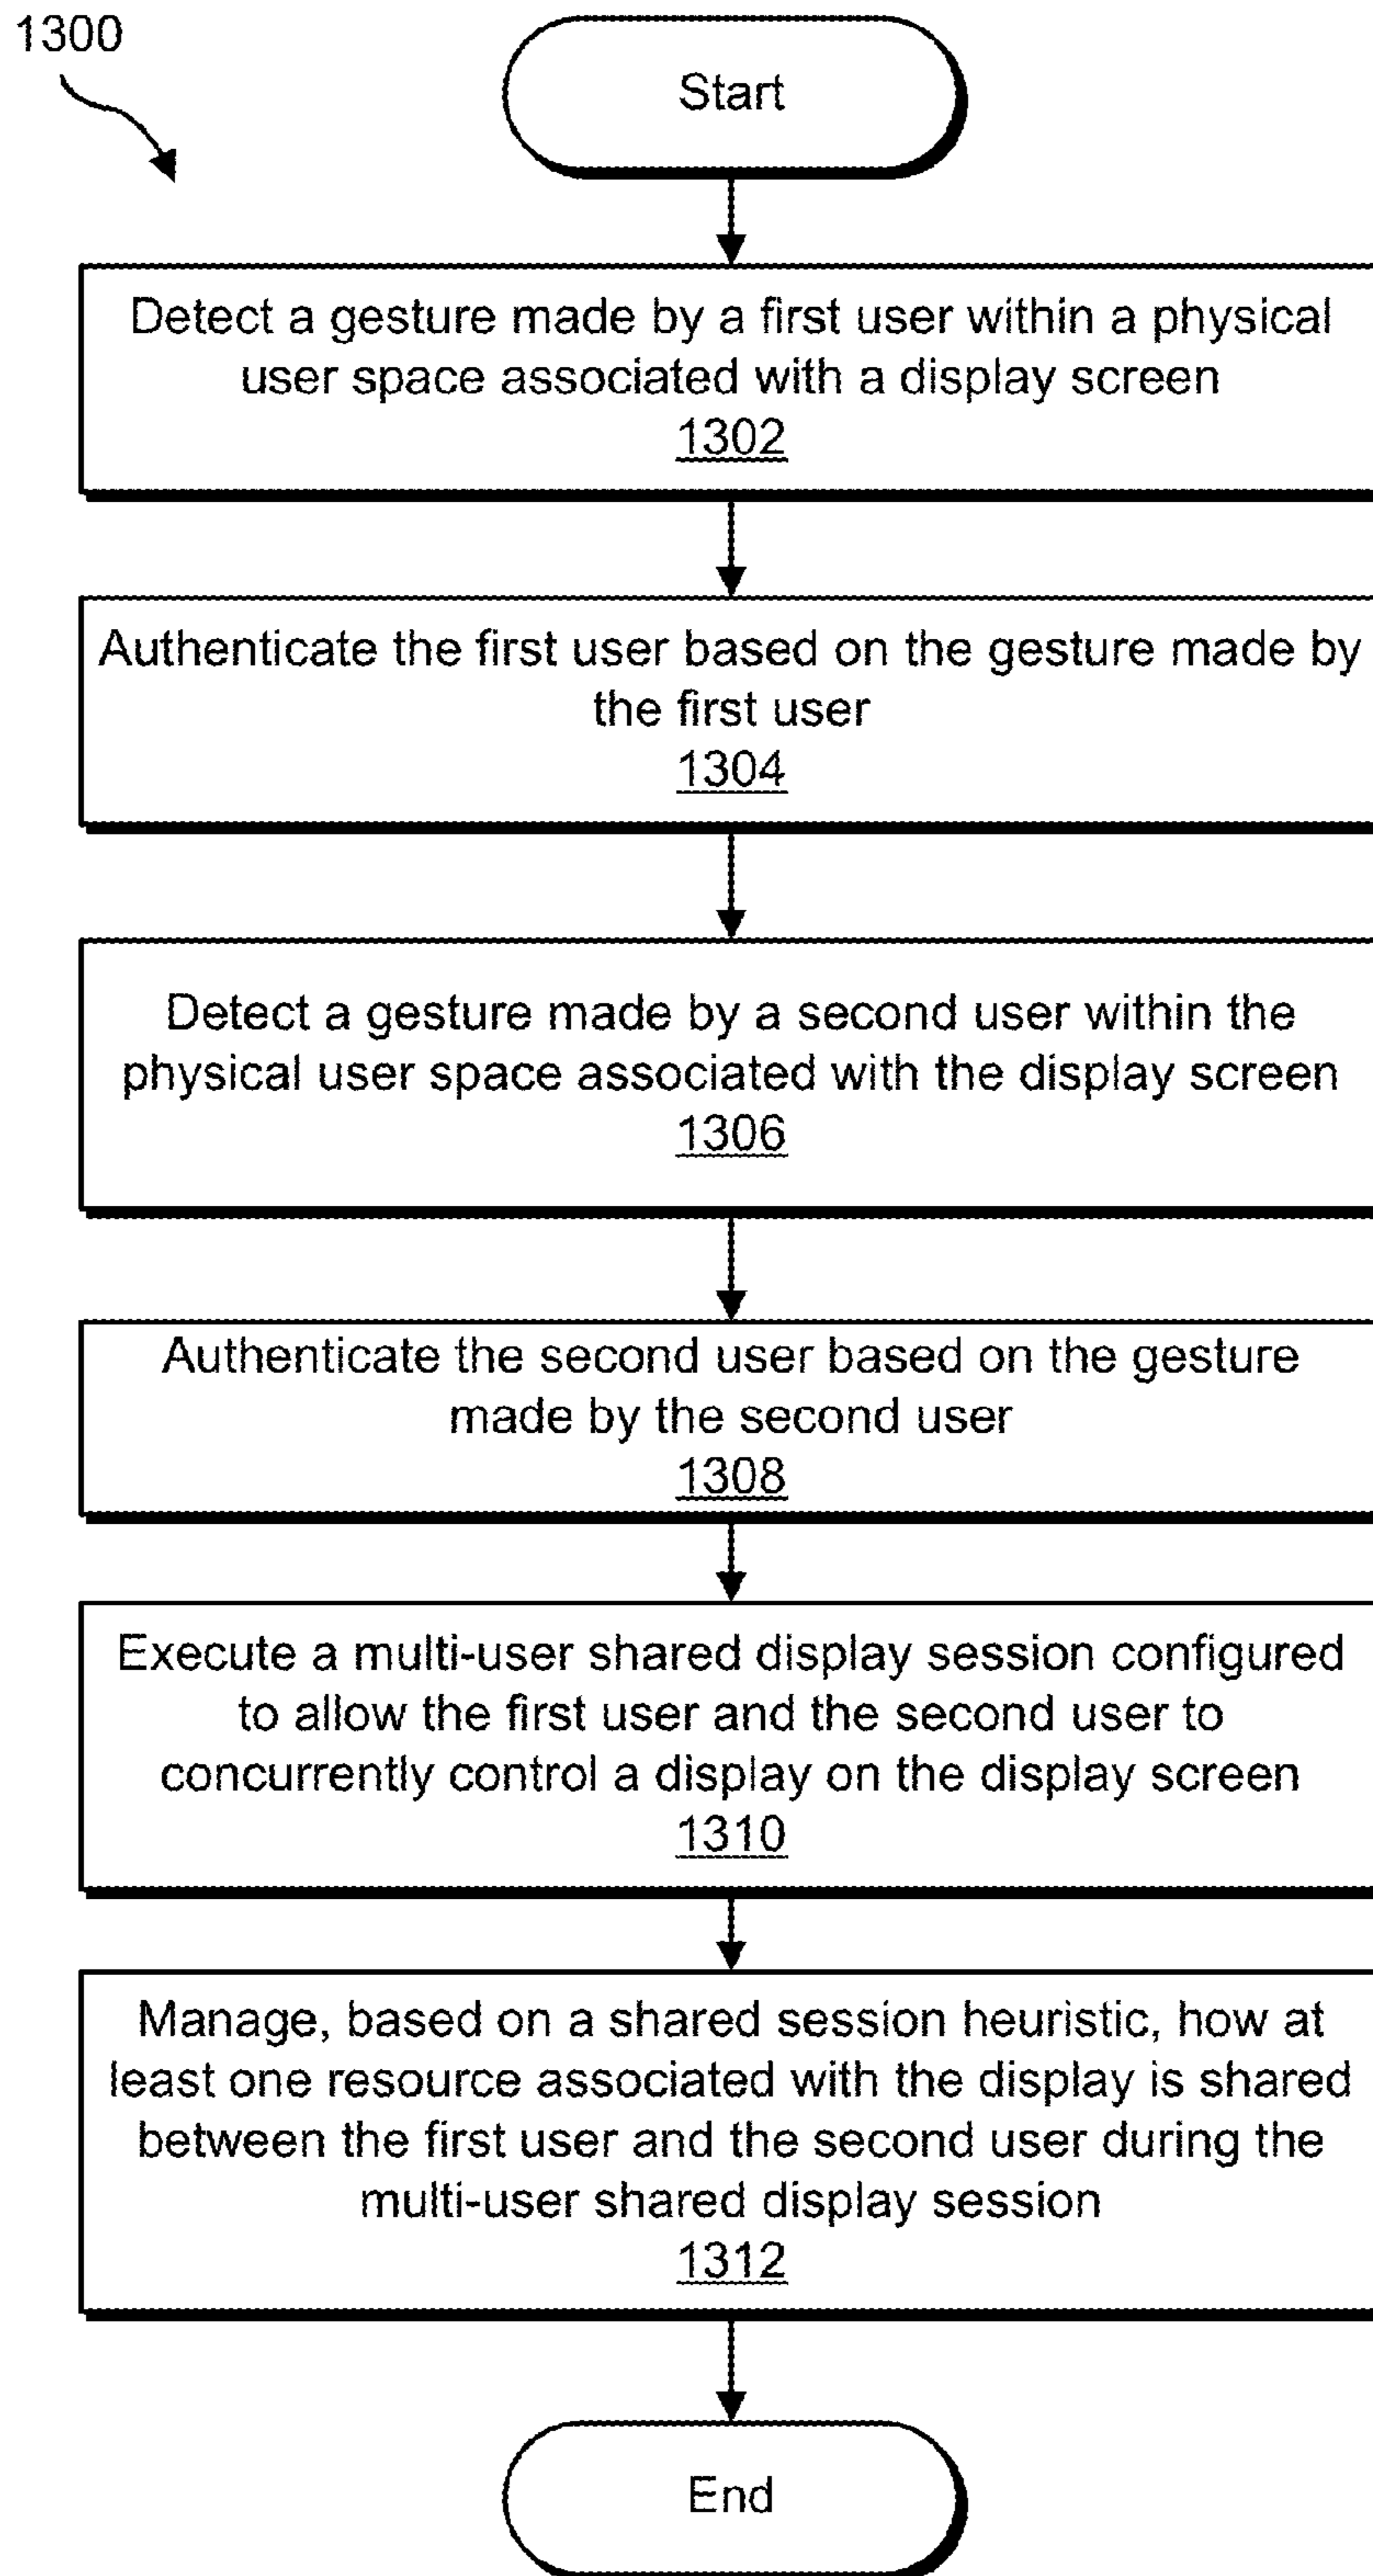 1300
Start
Detect a gesture made by a first user within a physical
user space associated with a display screen
1302
Authenticate the first user based on the gesture made by
the first user
1304
Detect a gesture made by a second user within the
physical user space associated with the display screen
1306
Authenticate the second user based on the gesture
made by the second user
1308
Execute a multi-user shared display session configured
to allow the first user and the second user to
concurrently control a display on the display screen
1310
Manage, based on a shared session heuristic, how at
least one resource associated with the display is shared
between the first user and the second user during the
multi-user shared display session
1312
End